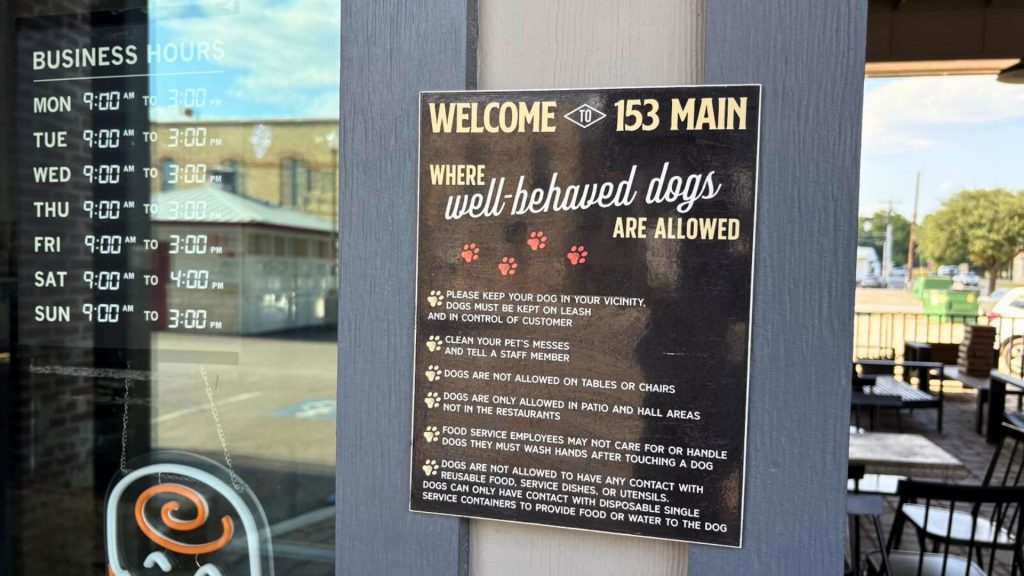 BUSINESS HOURS
MON 9:00 AM TO 3:00 PM
TUE 9:00 AM TO 3:00 PM
WED 9:00 AM TO 3:00 PM
THU 9:00 AM TO 3:00 PM
FRI 9:00 AM TO 3:00 PM
SAT 9:00 AM TO 4:00 PM
SUN 9:00 AM TO 3:00 PM
WELCOME TO 153 MAIN
WHERE
well-behaved dogs
ARE ALLOWED
PLEASE KEEP YOUR DOG IN YOUR VICINITY.
DOGS MUST BE KEPT ON LEASH
AND IN CONTROL OF CUSTOMER
CLEAN YOUR PET'S MESSES
AND TELL A STAFF MEMBER
DOGS ARE NOT ALLOWED ON TABLES OR CHAIRS
DOGS ARE ONLY ALLOWED IN PATIO AND HALL AREAS
NOT IN THE RESTAURANTS
FOOD SERVICE EMPLOYEES MAY NOT CARE FOR OR HANDLE
DOGS THEY MUST WASH HANDS AFTER TOUCHING A DOG
DOGS ARE NOT ALLOWED TO HAVE ANY CONTACT WITH
REUSABLE FOOD, SERVICE DISHES, OR UTENSILS.
DOGS CAN ONLY HAVE CONTACT WITH DISPOSABLE SINGLE
SERVICE CONTAINERS TO PROVIDE FOOD OR WATER TO THE DOG